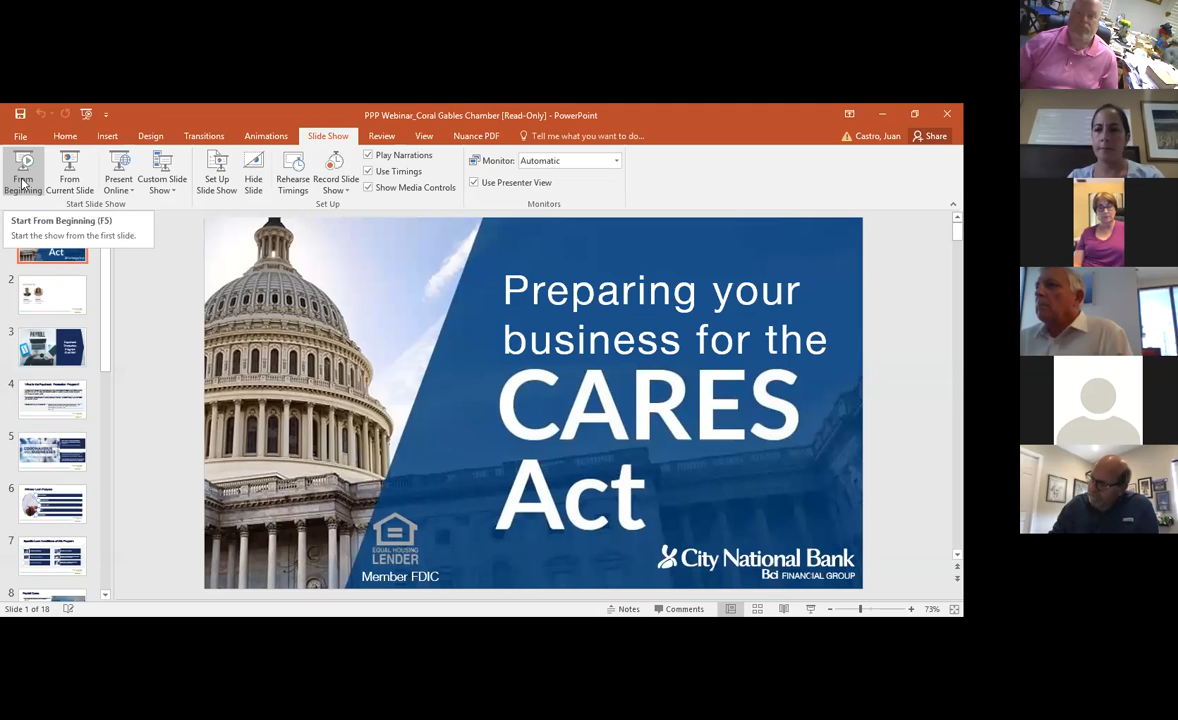 PPP Webinar_Coral Gables Chamber [Read-Only] - PowerPoint
File Home Insert Design Transitions Animations Slide Show Review View Nuance PDF Tell me what you want to do... Castro, Juan Share
From Beginning
From Current Slide
Present Online
Custom Slide Show
Set Up Slide Show
Hide Slide
Rehearse Timings
Record Slide Show
Play Narrations
Use Timings
Show Media Controls
Monitor: Automatic
Use Presenter View
Start Slide Show Set Up Monitors
Start From Beginning (F5)
Start the show from the first slide.
Act
2
3
PAYROLL
4
5
6
7
8
Preparing your
business for the
CARES
Act
EQUAL HOUSING
LENDER
Member FDIC
City National Bank
Bci FINANCIAL GROUP
Slide 1 of 18 Notes Comments 73%